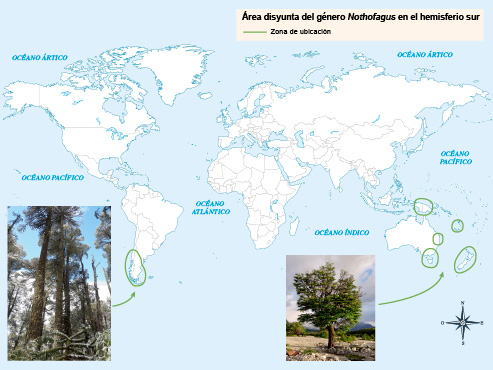 Área disyunta del género Nothofagus en el hemisferio sur
Zona de ubicación
OCÉANO ÁRTICO
OCÉANO ÁRTICO
OCÉANO PACÍFICO
OCÉANO PACÍFICO
OCÉANO ATLÁNTICO
OCÉANO ÍNDICO
N
O
E
S